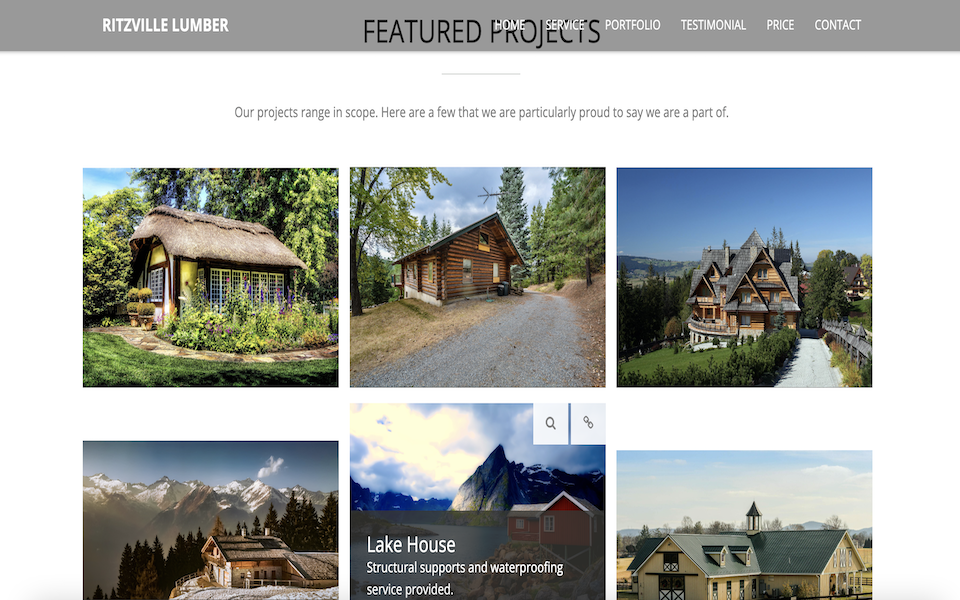 RITZVILLE LUMBER
HOME SERVICE PORTFOLIO TESTIMONIAL PRICE CONTACT
FEATURED PROJECTS
Our projects range in scope. Here are a few that we are particularly proud to say we are a part of.
Lake House
Structural supports and waterproofing
service provided.